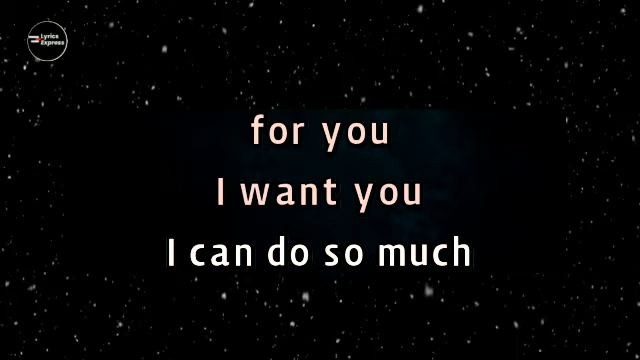 Lyrics
Express
for you
I want you
I can do so much